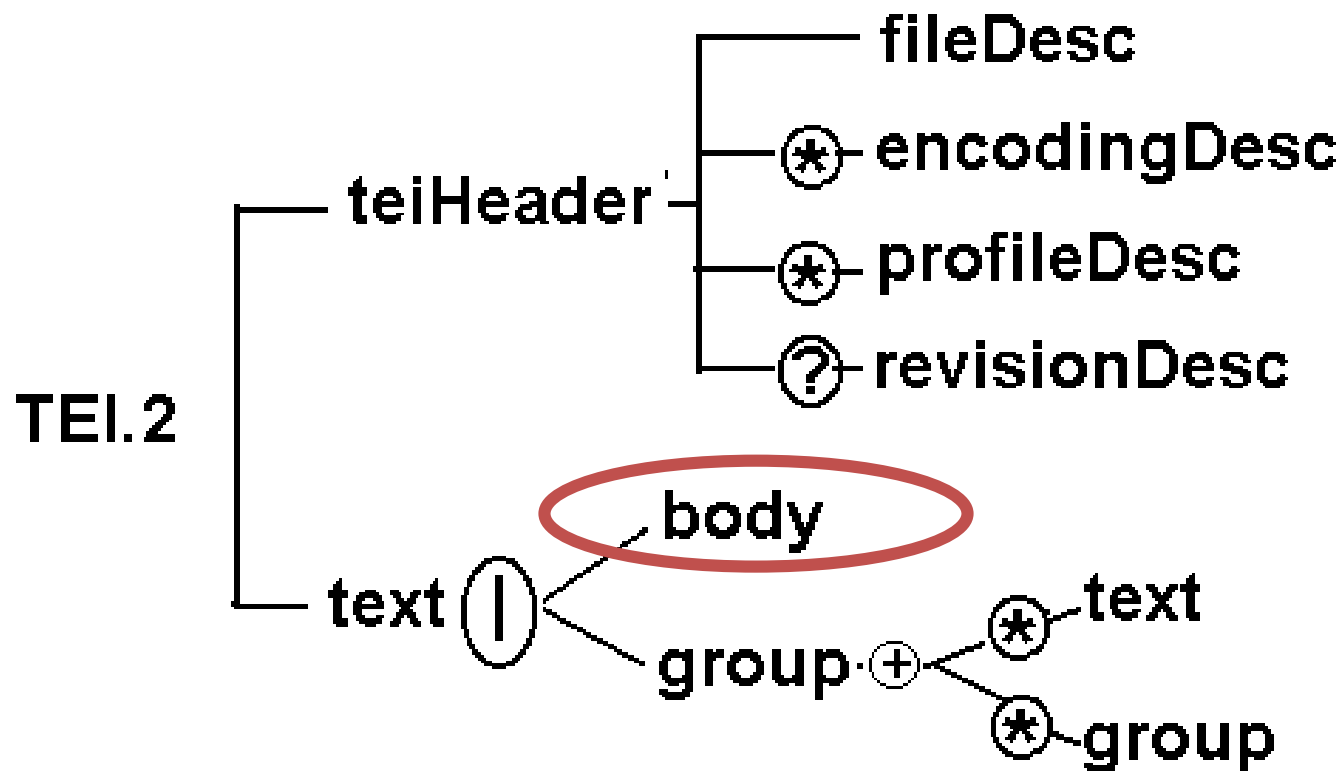 fileDesc
* encodingDesc
teiHeader
* profileDesc
? revisionDesc
TEI.2
body
text |
* text
group +
* group